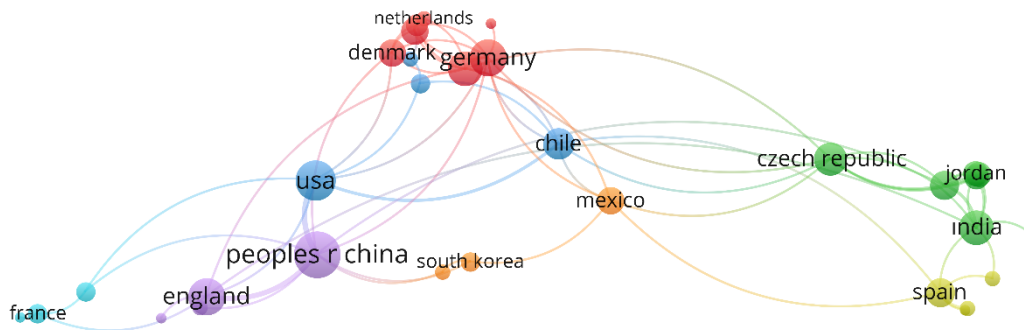 netherlands
denmark
germany
chile
czech republic
jordan
usa
mexico
india
peoples r china
south korea
england
spain
france